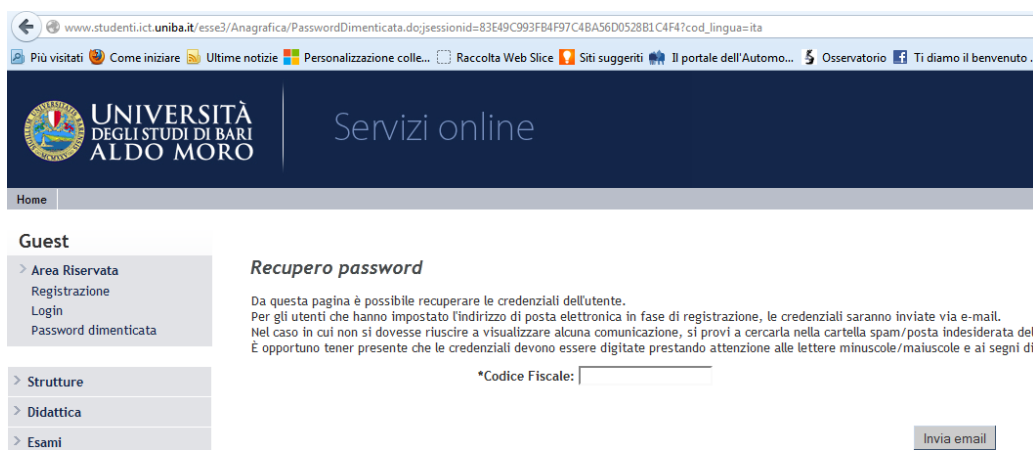 www.studenti.ict.uniba.it/esse3/Anagrafica/PasswordDimenticata.do;jsessionid=83E49C993FB4F97C4BA56D0528B1C4F4?cod_lingua=ita
Più visitati Come iniziare Ultime notizie Personalizzazione colle... Raccolta Web Slice Siti suggeriti Il portale dell'Automo... Osservatorio Ti diamo il benvenuto .
UNIVERSITÀ
DEGLI STUDI DI BARI
ALDO MORO
Servizi online
Home
Guest
Area Riservata
Registrazione
Login
Password dimenticata
Strutture
Didattica
Esami
Recupero password
Da questa pagina è possibile recuperare le credenziali dell'utente.
Per gli utenti che hanno impostato l'indirizzo di posta elettronica in fase di registrazione, le credenziali saranno inviate via e-mail.
Nel caso in cui non si dovesse riuscire a visualizzare alcuna comunicazione, si provi a cercarla nella cartella spam/posta indesiderata del
È opportuno tener presente che le credenziali devono essere digitate prestando attenzione alle lettere minuscole/maiuscole e ai segni di
*Codice Fiscale:
Invia email